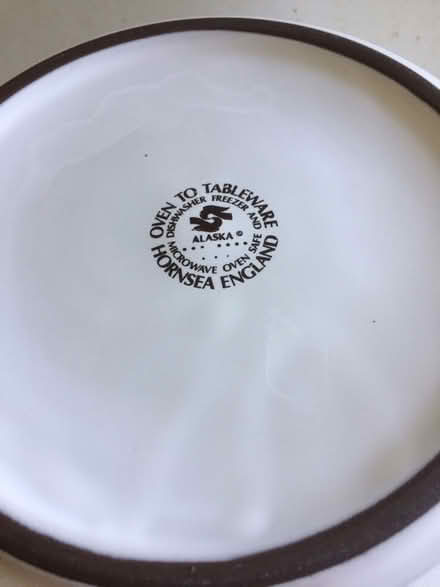 OVEN TO TABLEWARE
DISHWASHER FREEZER AND
ALASKA ©
MICROWAVE OVEN SAFE
HORNSEA ENGLAND